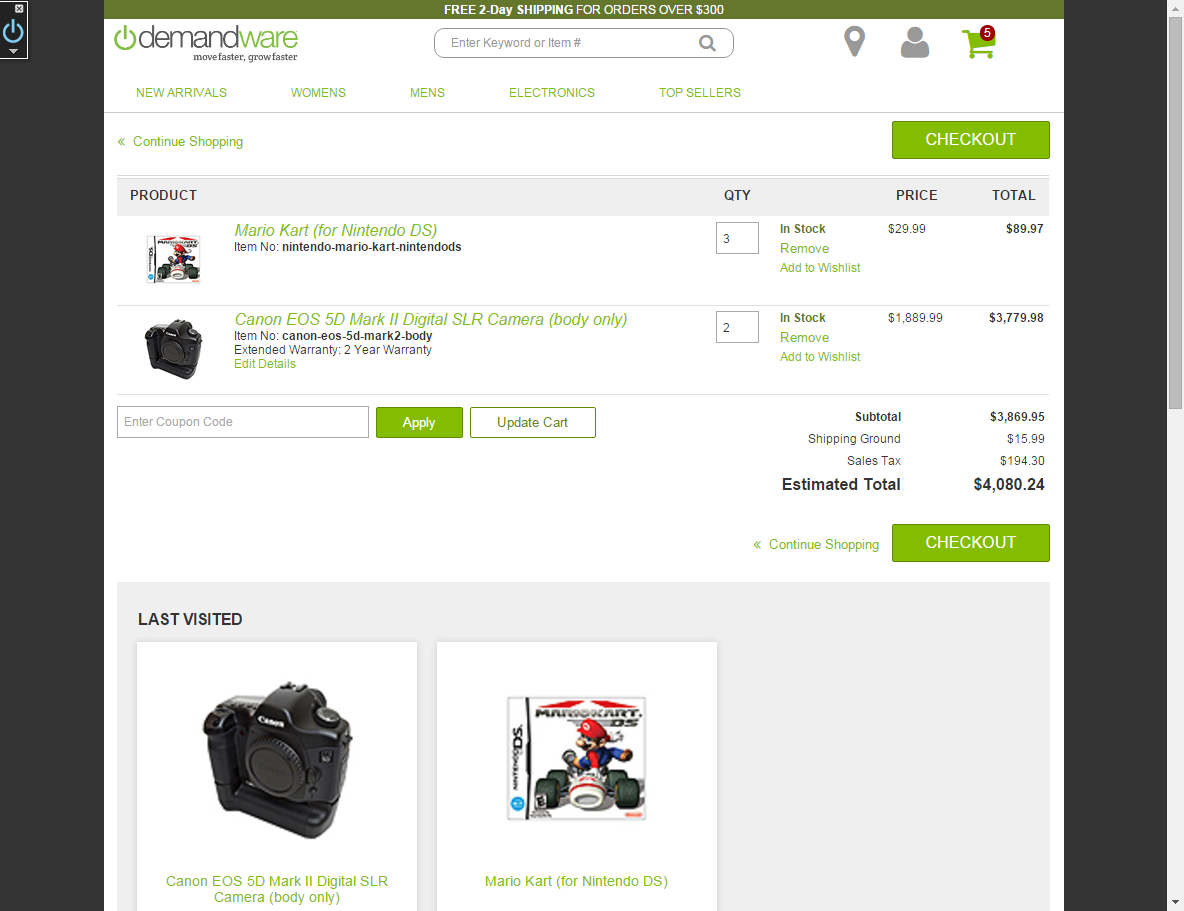 FREE 2-Day SHIPPING FOR ORDERS OVER $300
demandware
move faster, grow faster
Enter Keyword or Item #
5
NEW ARRIVALS WOMENS MENS ELECTRONICS TOP SELLERS
« Continue Shopping
CHECKOUT
PRODUCT QTY PRICE TOTAL
Mario Kart (for Nintendo DS)
Item No: nintendo-mario-kart-nintendods
3
In Stock
Remove
Add to Wishlist
$29.99
$89.97
Canon EOS 5D Mark II Digital SLR Camera (body only)
Item No: canon-eos-5d-mark2-body
Extended Warranty: 2 Year Warranty
Edit Details
2
In Stock
Remove
Add to Wishlist
$1,889.99
$3,779.98
Enter Coupon Code
Apply
Update Cart
Subtotal $3,869.95
Shipping Ground $15.99
Sales Tax $194.30
Estimated Total $4,080.24
« Continue Shopping
CHECKOUT
LAST VISITED
Canon
MARIOKART DS
NINTENDO DS
Canon EOS 5D Mark II Digital SLR
Camera (body only)
Mario Kart (for Nintendo DS)